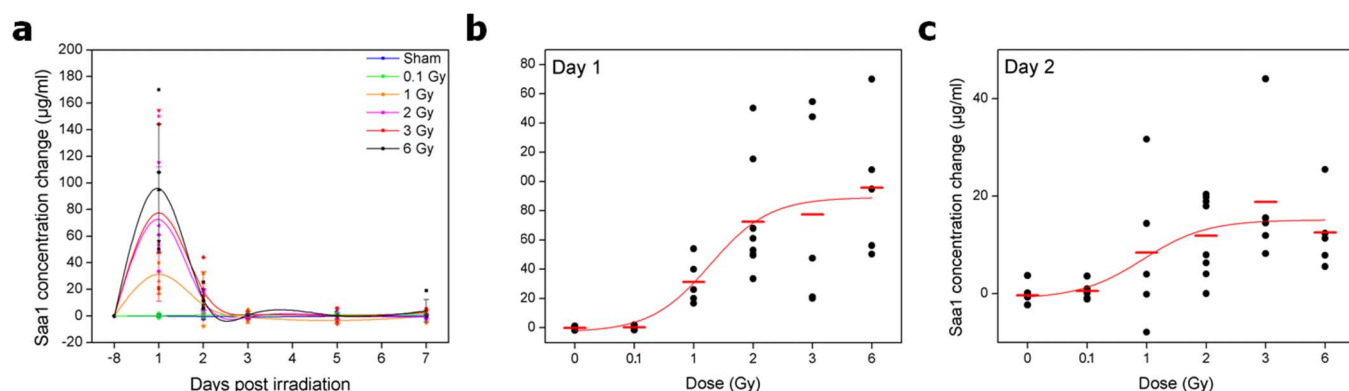 a
200
180
160
140
120
100
80
60
40
20
0
-20
Saa1 concentration change (µg/ml)
-8 1 2 3 4 5 6 7
Days post irradiation
Sham
0.1 Gy
1 Gy
2 Gy
3 Gy
6 Gy
b
Day 1
80
60
40
20
00
80
60
40
20
00
0 0.1 1 2 3 6
Dose (Gy)
c
Day 2
Saa1 concentration change (µg/ml)
40
20
0
0 0.1 1 2 3 6
Dose (Gy)